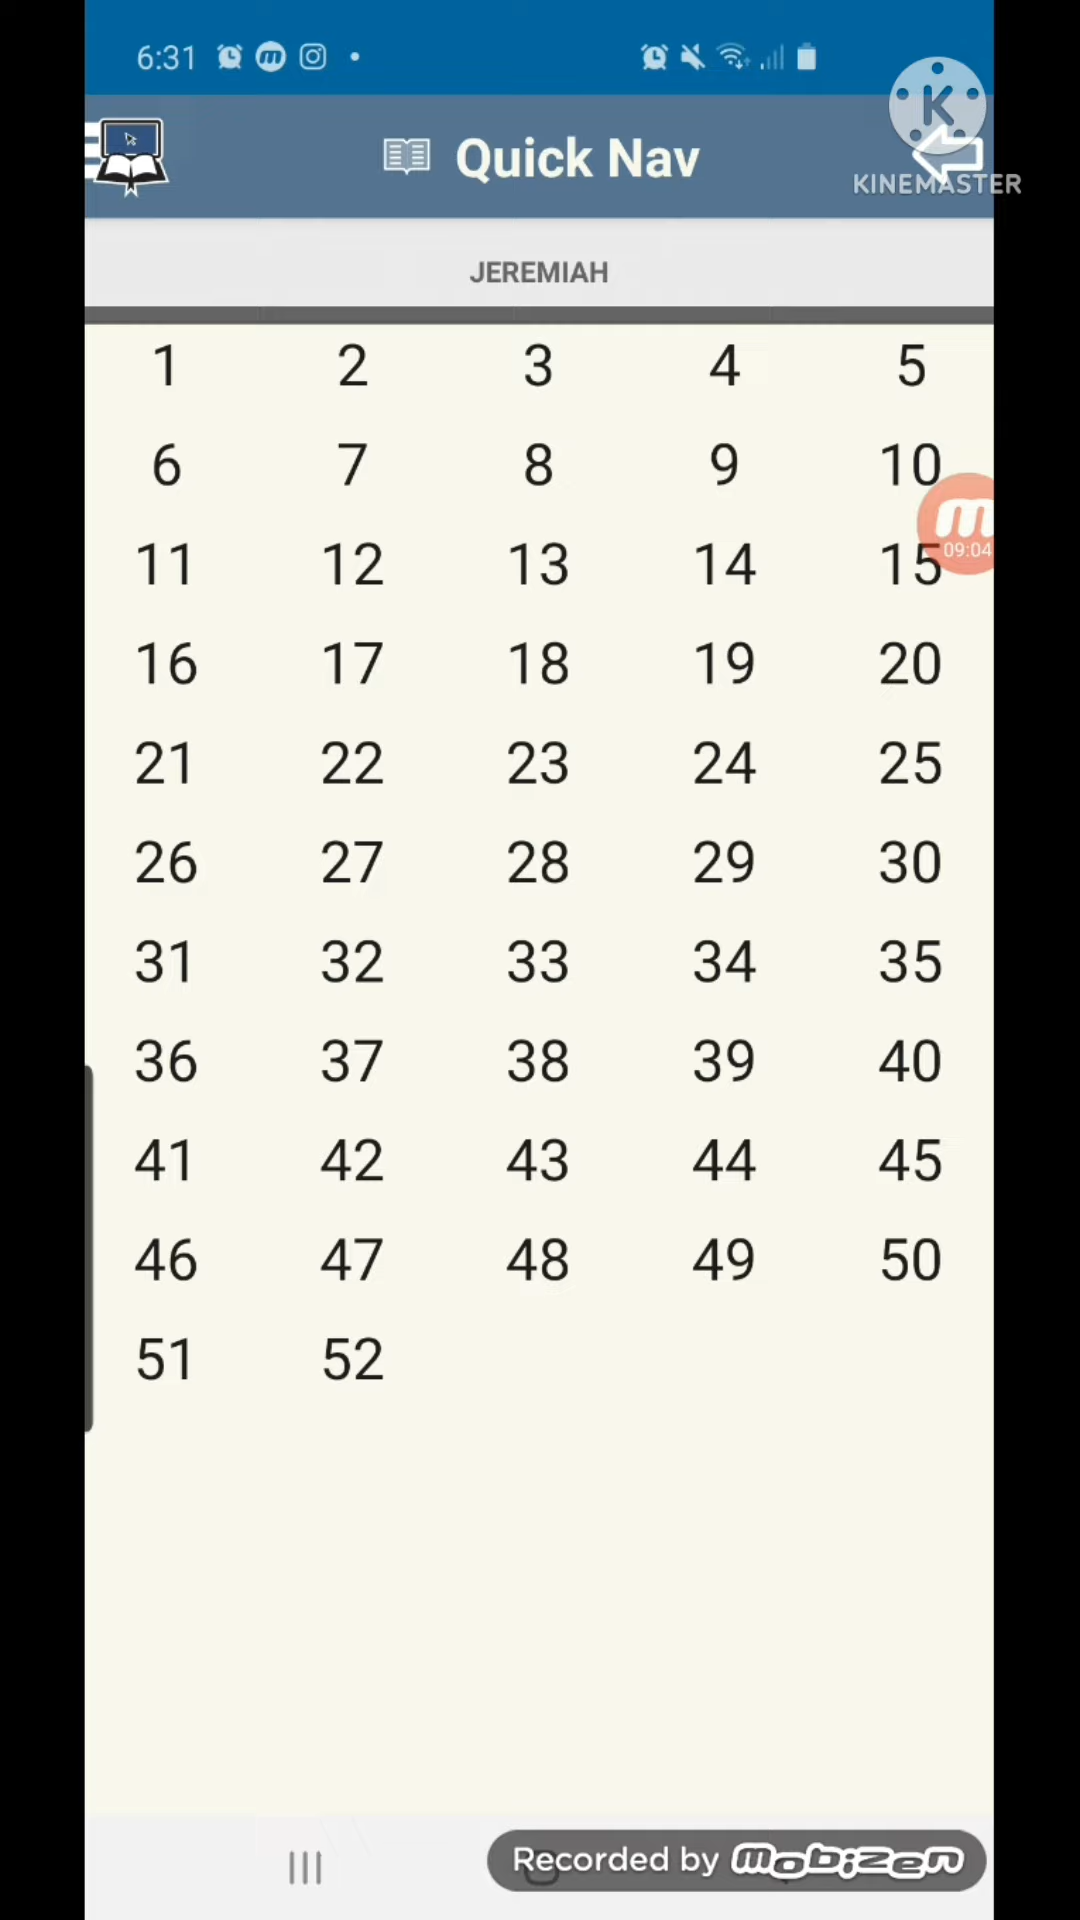 6:31
Quick Nav
KINEMASTER
JEREMIAH
1 2 3 4 5
6 7 8 9 10
11 12 13 14 15
09:04
16 17 18 19 20
21 22 23 24 25
26 27 28 29 30
31 32 33 34 35
36 37 38 39 40
41 42 43 44 45
46 47 48 49 50
51 52
Recorded by mobizen